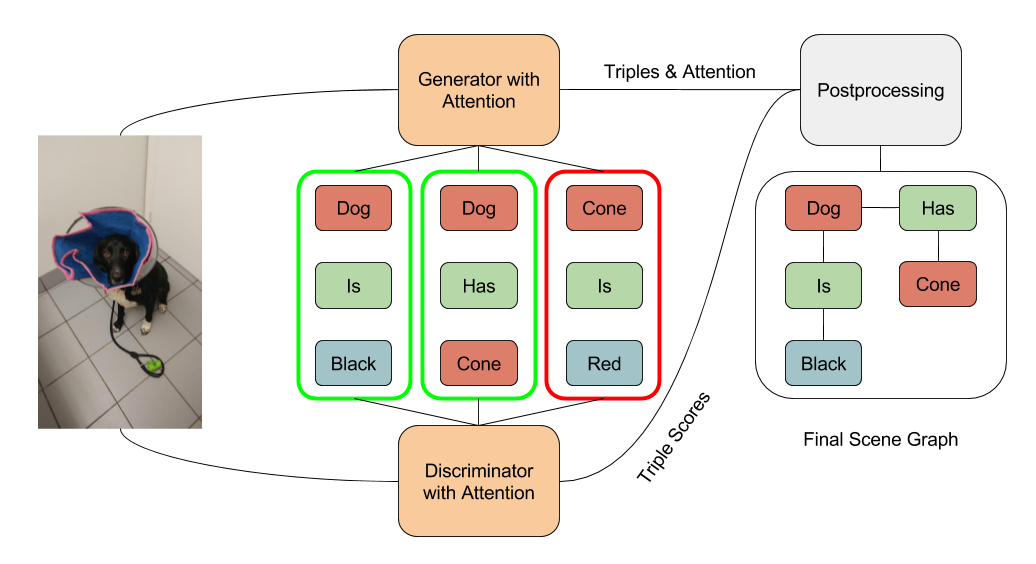 Generator with
Attention
Triples & Attention
Postprocessing
Dog
Is
Black
Dog
Has
Cone
Cone
Is
Red
Dog
Has
Is
Cone
Black
Final Scene Graph
Discriminator
with Attention
Triple Scores